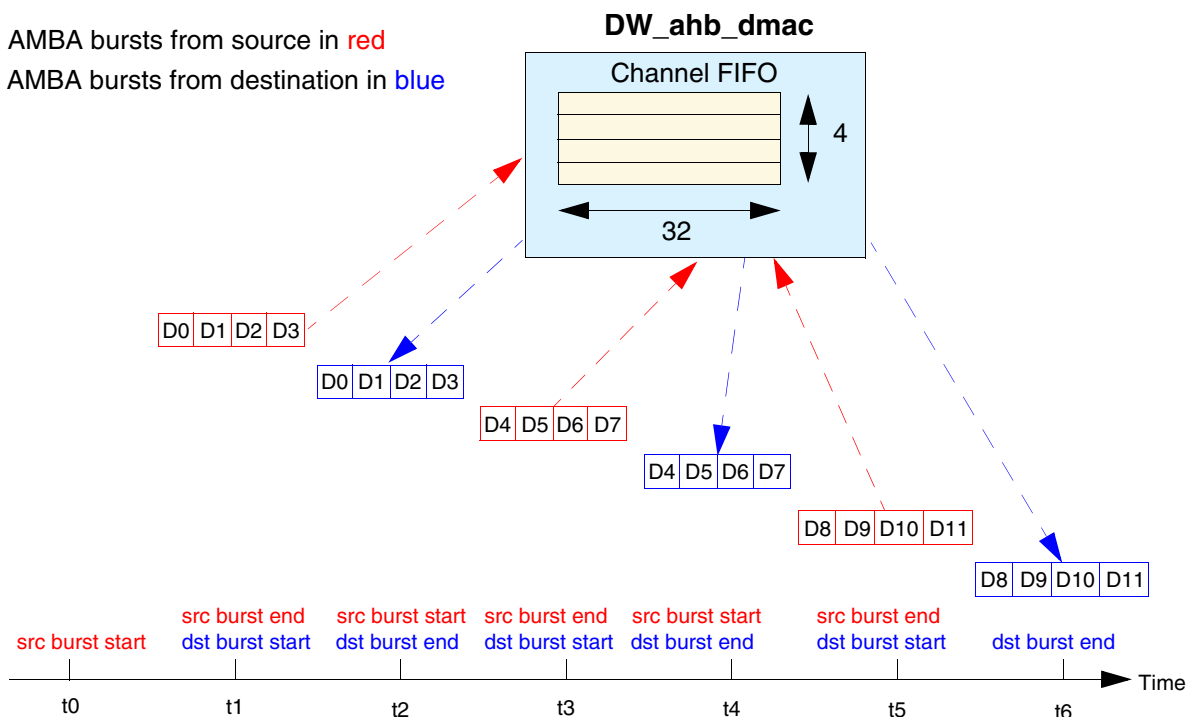 DW_ahb_dmac
AMBA bursts from source in red
AMBA bursts from destination in blue
Channel FIFO
4
32
D0 D1 D2 D3
D0 D1 D2 D3
D4 D5 D6 D7
D4 D5 D6 D7
D8 D9 D10 D11
D8 D9 D10 D11
src burst end src burst start src burst end src burst start src burst end
src burst start dst burst start dst burst end dst burst start dst burst end dst burst start dst burst end
Time
t0 t1 t2 t3 t4 t5 t6